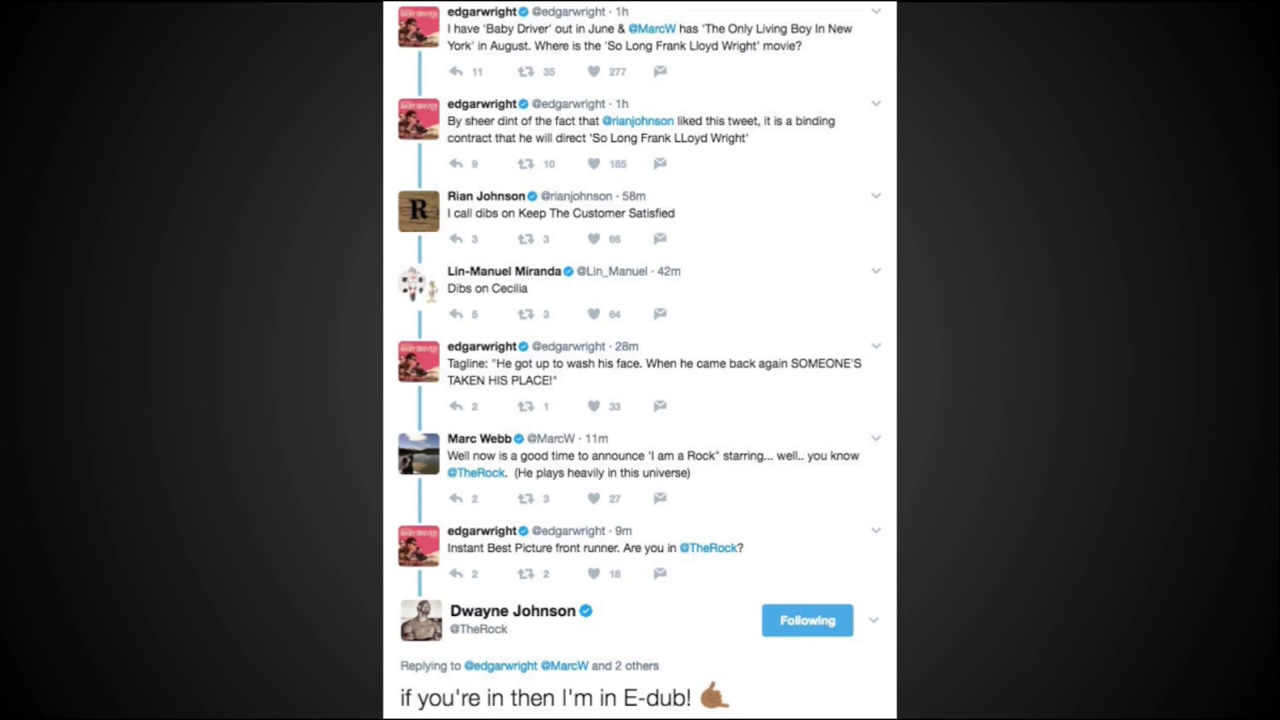 edgarwright @edgarwright · 1h
I have 'Baby Driver' out in June & @MarcW has 'The Only Living Boy In New
York' in August. Where is the 'So Long Frank Lloyd Wright' movie?
11 35 277
edgarwright @edgarwright · 1h
By sheer dint of the fact that @rianjohnson liked this tweet, it is a binding
contract that he will direct 'So Long Frank LLoyd Wright'
9 10 185
R
Rian Johnson @rianjohnson · 58m
I call dibs on Keep The Customer Satisfied
3 3 66
Lin-Manuel Miranda @Lin_Manuel · 42m
Dibs on Cecilia
5 3 64
edgarwright @edgarwright · 28m
Tagline: "He got up to wash his face. When he came back again SOMEONE'S
TAKEN HIS PLACE!"
2 1 33
Marc Webb @MarcW · 11m
Well now is a good time to announce 'I am a Rock" starring... well.. you know
@TheRock. (He plays heavily in this universe)
2 3 27
edgarwright @edgarwright · 9m
Instant Best Picture front runner. Are you in @TheRock?
2 2 18
Dwayne Johnson
@TheRock
Following
Replying to @edgarwright @MarcW and 2 others
if you're in then I'm in E-dub! 🤙🏾